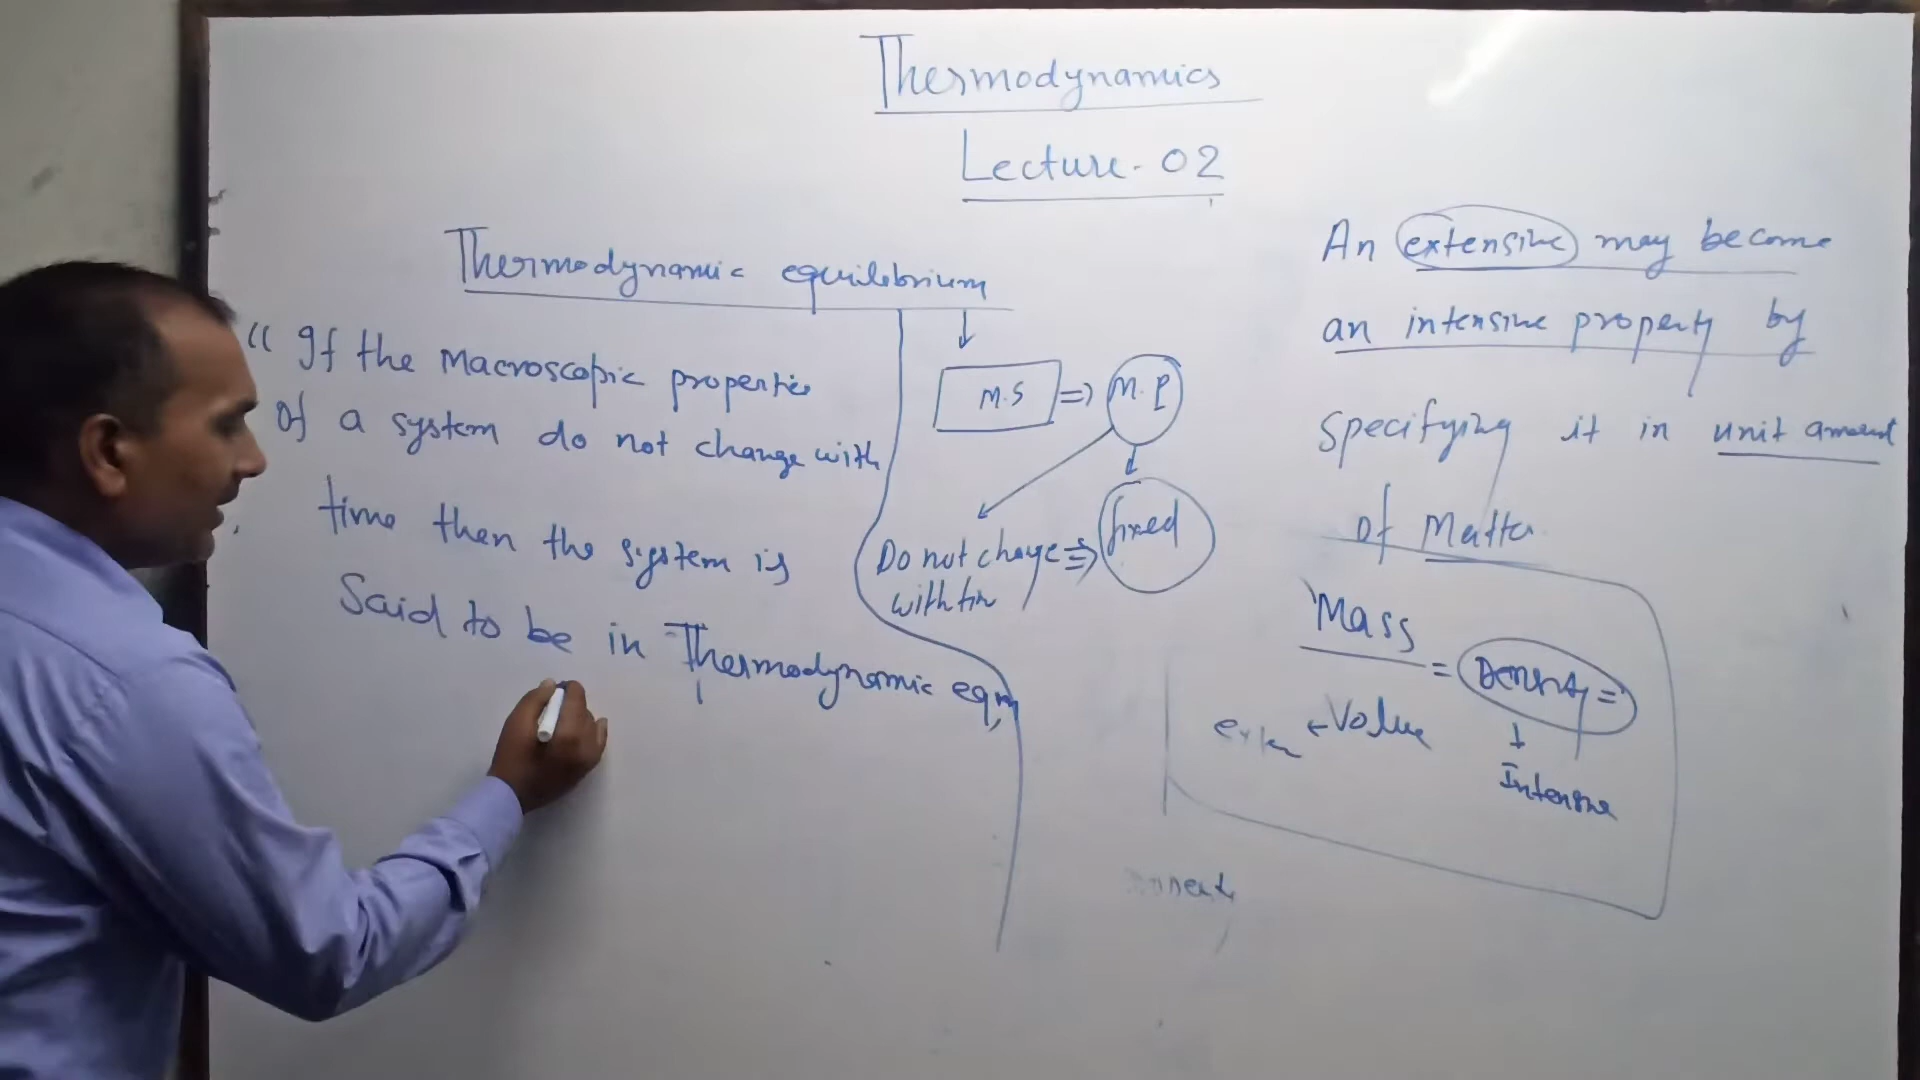 Thermodynamics
Lecture-02
Thermodynamic equilibrium
"If the Macroscopic properties
of a system do not change with
time then the system is
Said to be in Thermodynamic eqm
M.S => M.P
Do not change => fixed
with tim
An extensive may become
an intensive property by
specifying it in unit amount
of Matter
Mass
= Density =
exten ← Volume
↓
Intensive